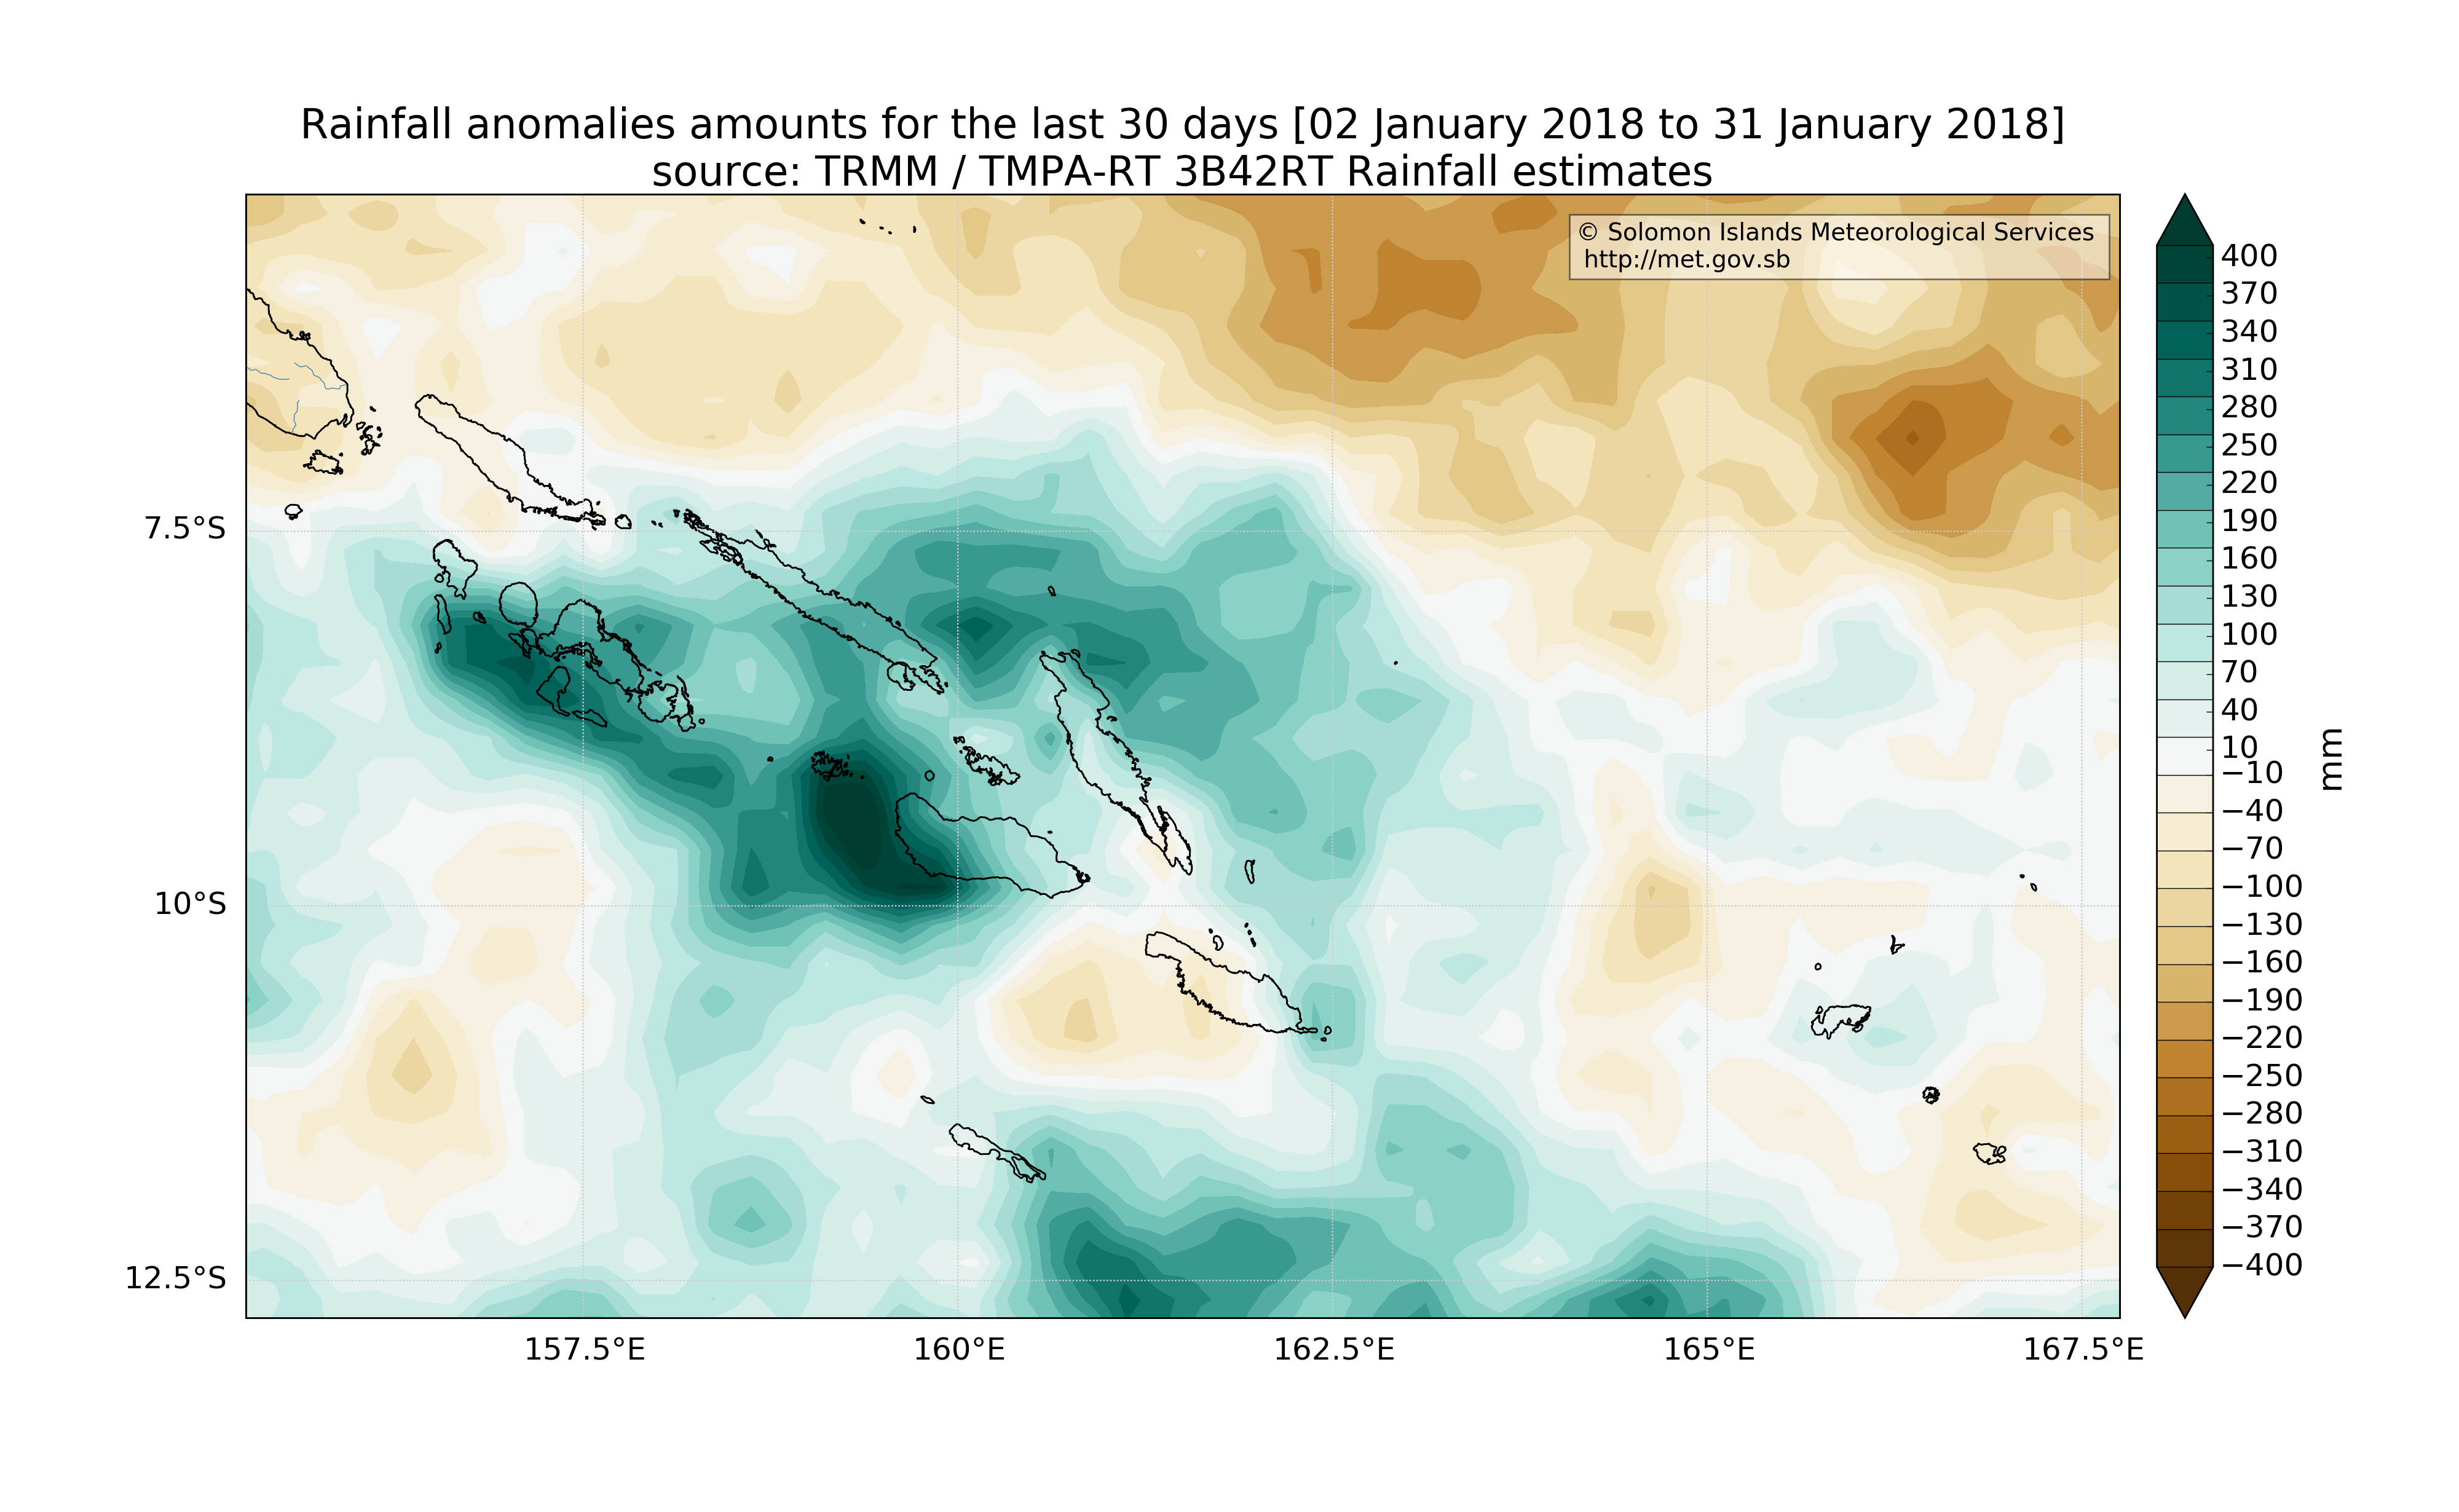 Rainfall anomalies amounts for the last 30 days [02 January 2018 to 31 January 2018]
source: TRMM / TMPA-RT 3B42RT Rainfall estimates
© Solomon Islands Meteorological Services
http://met.gov.sb
7.5°S
10°S
12.5°S
157.5°E
160°E
162.5°E
165°E
167.5°E
400
370
340
310
280
250
220
190
160
130
100
70
40
10
−10
−40
−70
−100
−130
−160
−190
−220
−250
−280
−310
−340
−370
−400
mm